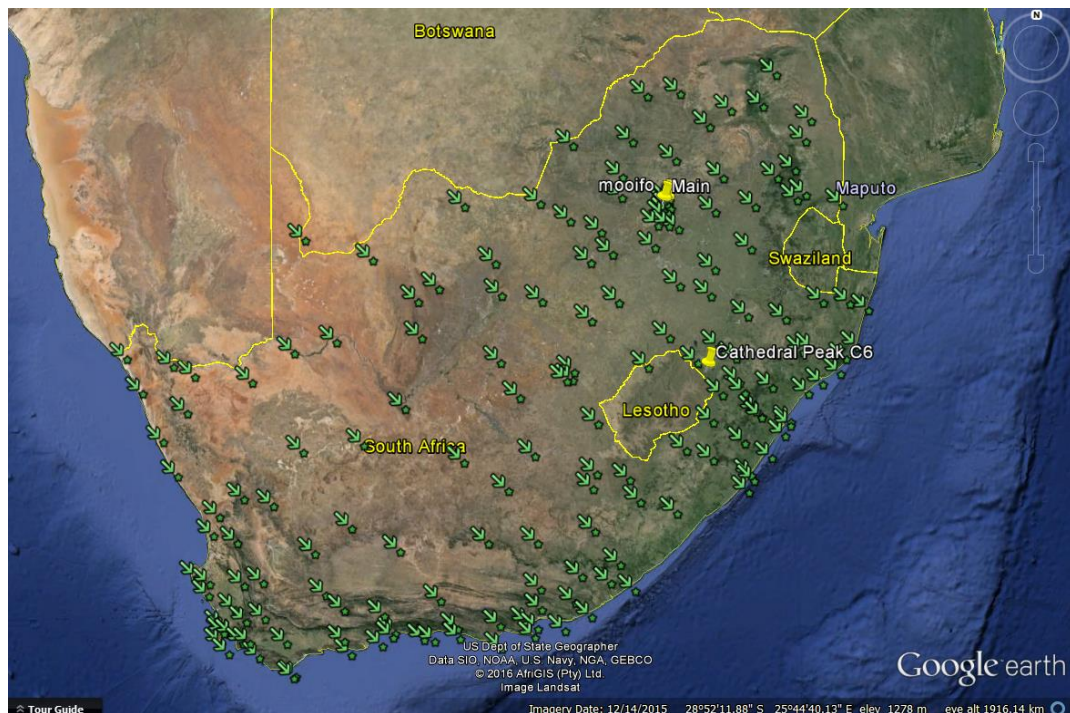 N
Botswana
mooifo
Main
Maputo
Swaziland
Cathedral Peak C6
Lesotho
South Africa
US Dept of State Geographer
Data SIO, NOAA, U.S. Navy, NGA, GEBCO
© 2016 AfriGIS (Pty) Ltd.
Image Landsat
Google earth
Tour Guide
Imagery Date: 12/14/2015 28°52'11.88" S 25°44'40.13" E elev 1278 m eye alt 1916.14 km